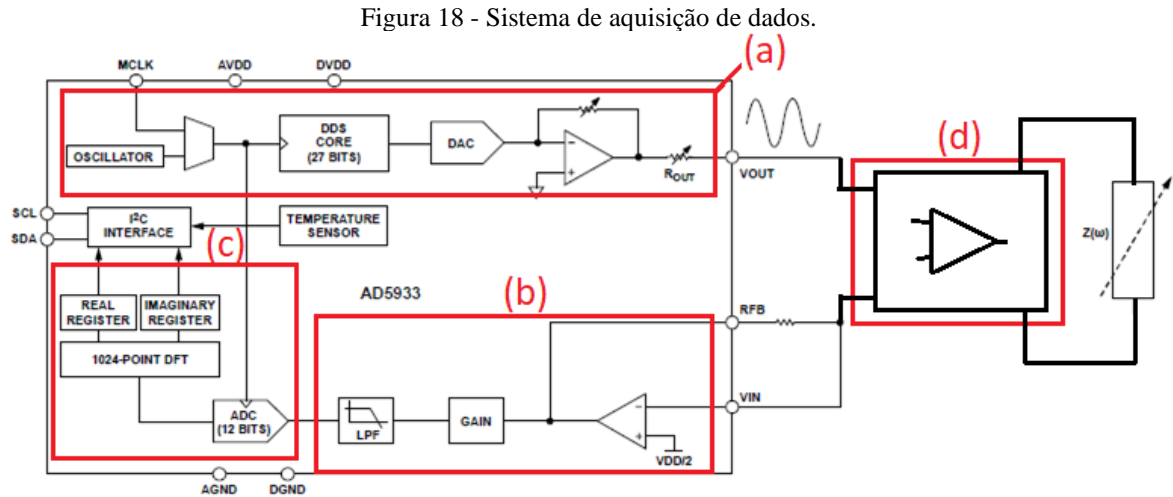 Figura 18 - Sistema de aquisição de dados.
(a)
MCLK
AVDD
DVDD
OSCILLATOR
DDS
CORE
(27 BITS)
DAC
ROUT
VOUT
(d)
Z(ω)
SCL
SDA
I²C
INTERFACE
TEMPERATURE
SENSOR
(c)
AD5933
(b)
REAL
REGISTER
IMAGINARY
REGISTER
1024-POINT DFT
ADC
(12 BITS)
LPF
GAIN
VDD/2
RFB
VIN
AGND
DGND